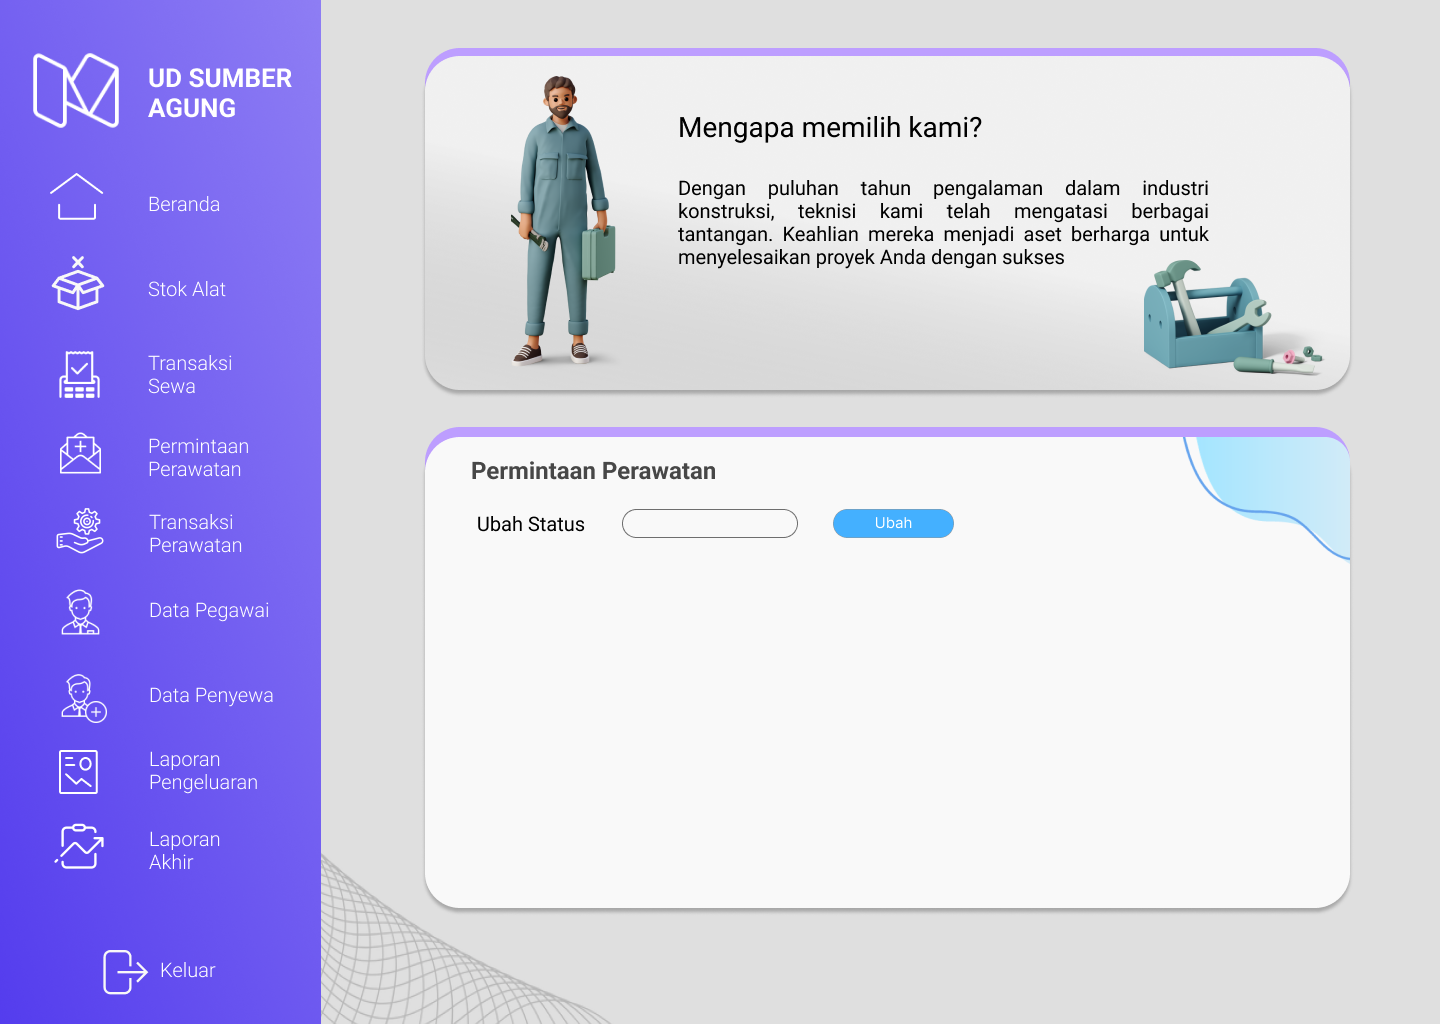 UD SUMBER
AGUNG
Beranda
Stok Alat
Transaksi
Sewa
Permintaan
Perawatan
Transaksi
Perawatan
Data Pegawai
Data Penyewa
Laporan
Pengeluaran
Laporan
Akhir
Keluar
Mengapa memilih kami?
Dengan puluhan tahun pengalaman dalam industri
konstruksi, teknisi kami telah mengatasi berbagai
tantangan. Keahlian mereka menjadi aset berharga untuk
menyelesaikan proyek Anda dengan sukses
Permintaan Perawatan
Ubah Status
Ubah